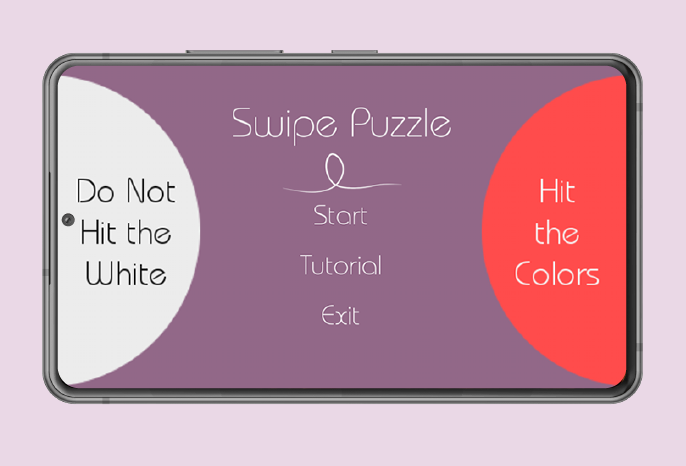 Swipe Puzzle
Do Not
Hit the
White
Start
Tutorial
Exit
Hit
the
Colors